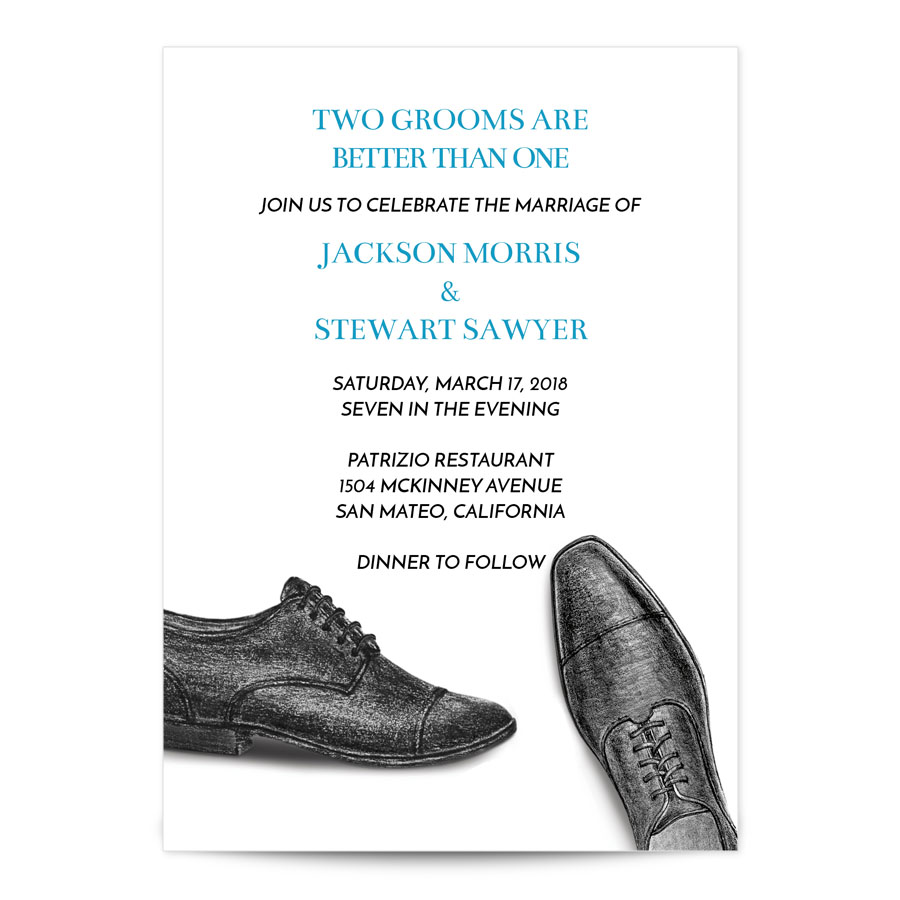 TWO GROOMS ARE
BETTER THAN ONE
JOIN US TO CELEBRATE THE MARRIAGE OF
JACKSON MORRIS
&
STEWART SAWYER
SATURDAY, MARCH 17, 2018
SEVEN IN THE EVENING
PATRIZIO RESTAURANT
1504 MCKINNEY AVENUE
SAN MATEO, CALIFORNIA
DINNER TO FOLLOW